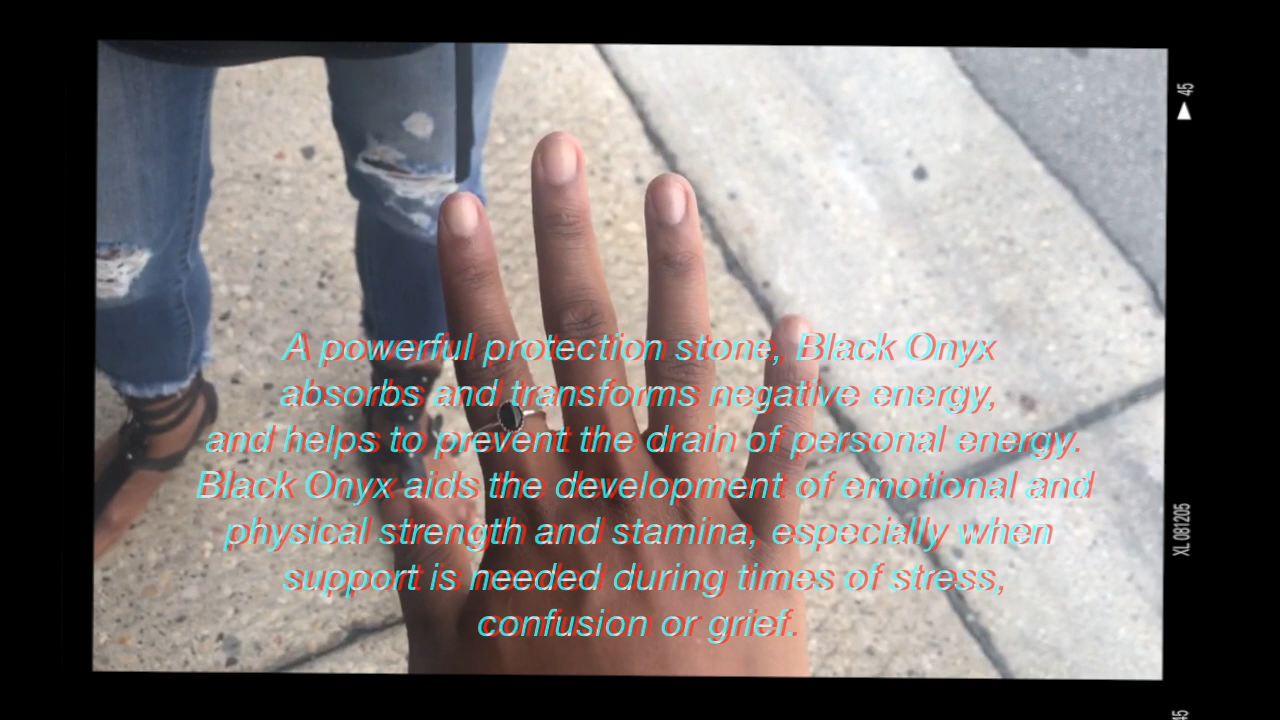 A powerful protection stone, Black Onyx
absorbs and transforms negative energy,
and helps to prevent the drain of personal energy.
Black Onyx aids the development of emotional and
physical strength and stamina, especially when
support is needed during times of stress,
confusion or grief.
45
XL 081205
45